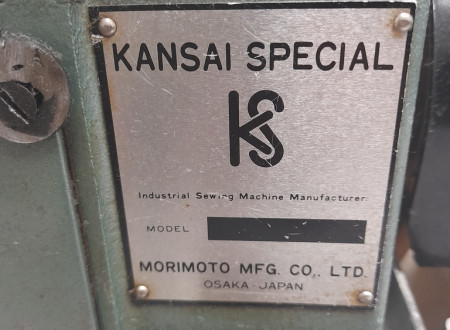 KANSAI SPECIAL
KS
Industrial Sewing Machine Manufacturer
MODEL
MORIMOTO MFG. CO., LTD.
OSAKA JAPAN